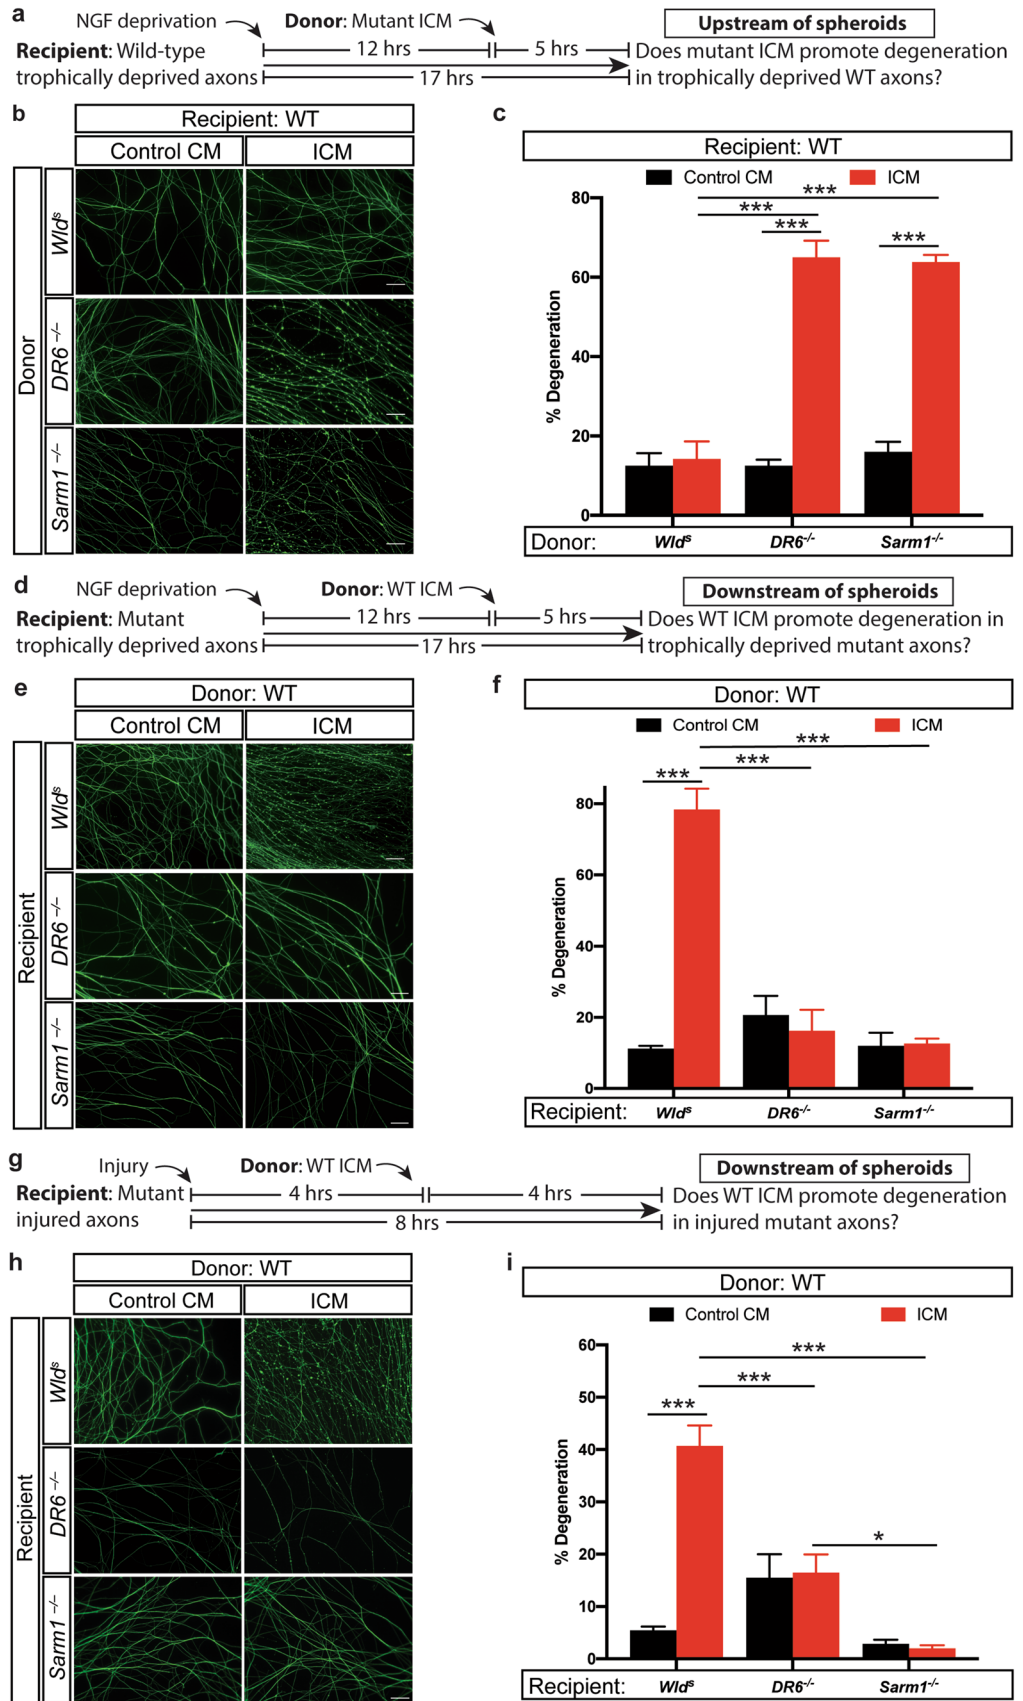 a
NGF deprivation
Donor: Mutant ICM
Upstream of spheroids
Recipient: Wild-type
trophically deprived axons
12 hrs
5 hrs
17 hrs
Does mutant ICM promote degeneration
in trophically deprived WT axons?
b
Recipient: WT
Control CM
ICM
Donor
Wldˢ
DR6⁻/⁻
Sarm1⁻/⁻
c
Recipient: WT
Control CM
ICM
***
***
***
***
% Degeneration
80
60
40
20
0
Donor:
Wldˢ
DR6⁻/⁻
Sarm1⁻/⁻
d
NGF deprivation
Donor: WT ICM
Downstream of spheroids
Recipient: Mutant
trophically deprived axons
12 hrs
5 hrs
17 hrs
Does WT ICM promote degeneration in
trophically deprived mutant axons?
e
Donor: WT
Control CM
ICM
Recipient
Wldˢ
DR6⁻/⁻
Sarm1⁻/⁻
f
Donor: WT
Control CM
ICM
***
***
***
% Degeneration
80
60
40
20
0
Recipient:
Wldˢ
DR6⁻/⁻
Sarm1⁻/⁻
g
Injury
Donor: WT ICM
Downstream of spheroids
Recipient: Mutant
injured axons
4 hrs
4 hrs
8 hrs
Does WT ICM promote degeneration
in injured mutant axons?
h
Donor: WT
Control CM
ICM
Recipient
Wldˢ
DR6⁻/⁻
Sarm1⁻/⁻
i
Donor: WT
Control CM
ICM
***
***
***
*
% Degeneration
60
50
40
30
20
10
0
Recipient:
Wldˢ
DR6⁻/⁻
Sarm1⁻/⁻